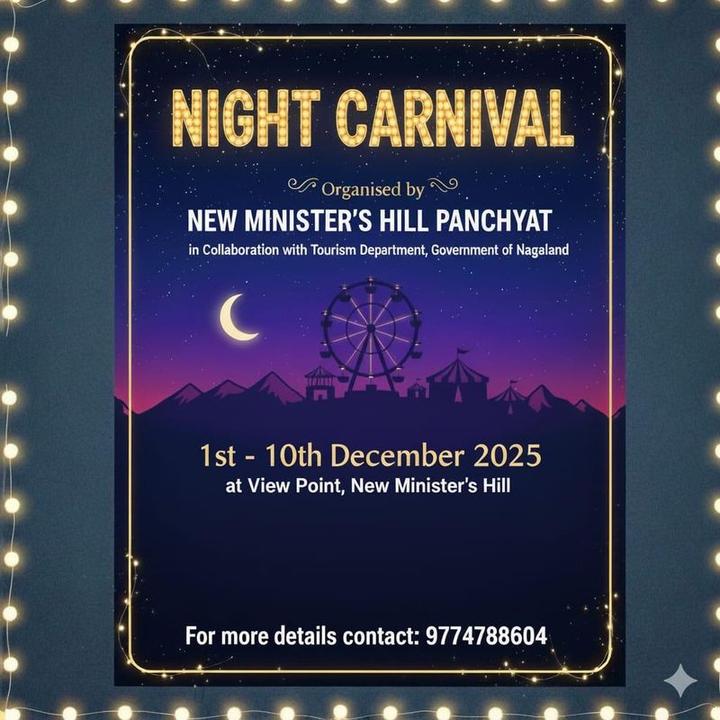 NIGHT CARNIVAL
Organised by
NEW MINISTER'S HILL PANCHYAT
in Collaboration with Tourism Department, Government of Nagaland
1st - 10th December 2025
at View Point, New Minister's Hill
For more details contact: 9774788604